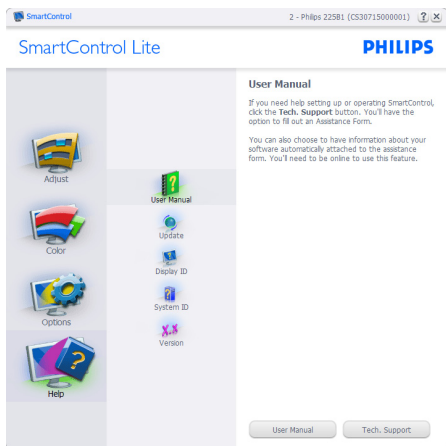 SmartControl
2 - Philips 225B1 (CS30715000001)
SmartControl Lite
PHILIPS
Adjust
Color
Options
Help
User Manual
Update
Display ID
System ID
X.X
Version
User Manual
If you need help setting up or operating SmartControl,
click the Tech. Support button. You'll have the
option to fill out an Assistance Form.
You can also choose to have information about your
software automatically attached to the assistance
form. You'll need to be online to use this feature.
User Manual
Tech. Support